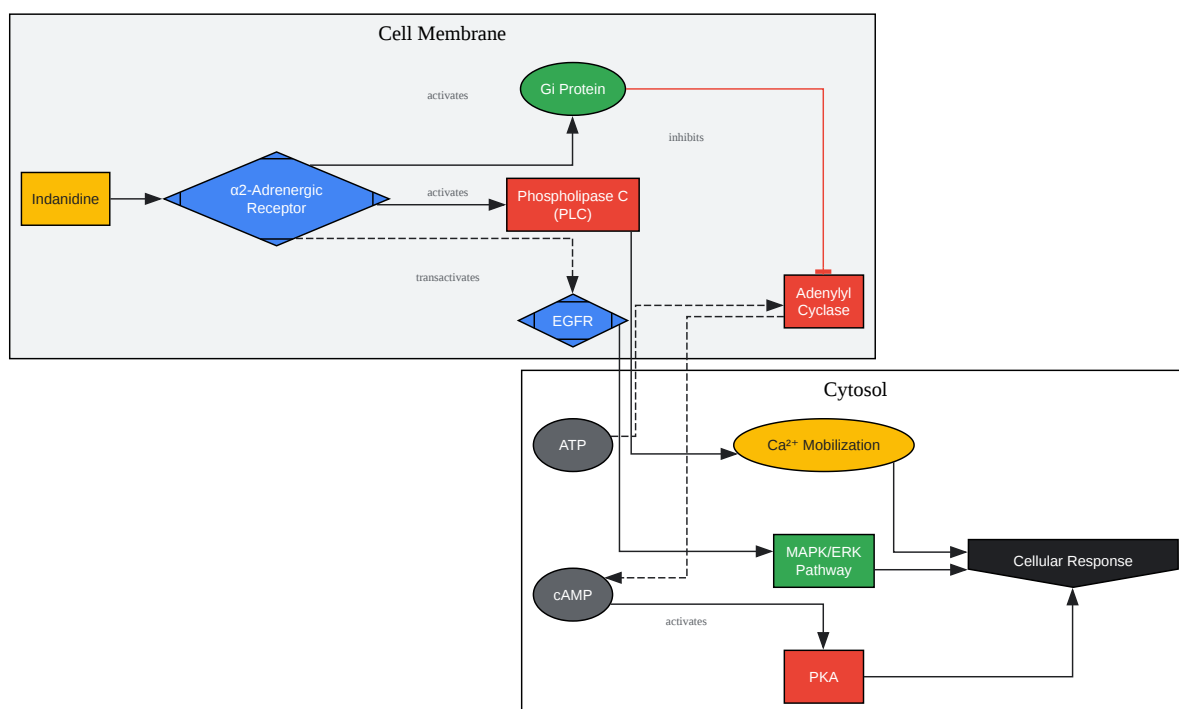 Cell Membrane
Gi Protein
activates
inhibits
Indanidine
α2-Adrenergic
Receptor
activates
Phospholipase C
(PLC)
transactivates
EGFR
Adenylyl
Cyclase
Cytosol
ATP
Ca²⁺ Mobilization
MAPK/ERK
Pathway
Cellular Response
cAMP
activates
PKA